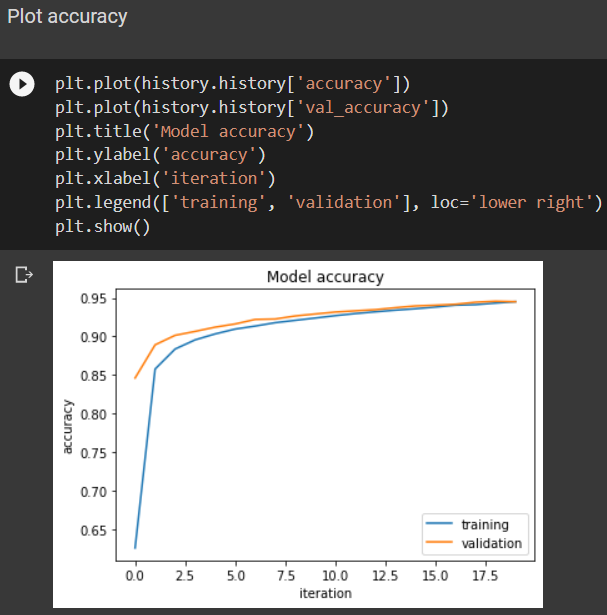 Plot accuracy
plt.plot(history.history['accuracy'])
plt.plot(history.history['val_accuracy'])
plt.title('Model accuracy')
plt.ylabel('accuracy')
plt.xlabel('iteration')
plt.legend(['training', 'validation'], loc='lower right')
plt.show()
Model accuracy
0.95
0.90
0.85
0.80
0.75
0.70
0.65
accuracy
training
validation
0.0 2.5 5.0 7.5 10.0 12.5 15.0 17.5
iteration